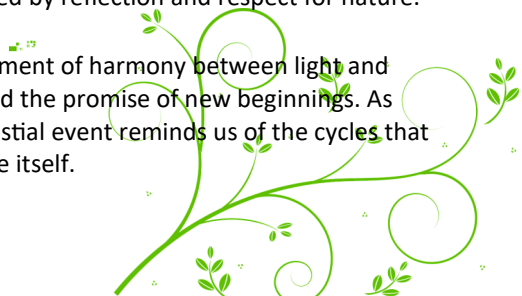 ed by reflection and respect for nature.
ment of harmony between light and
d the promise of new beginnings. As
stial event reminds us of the cycles that
e itself.